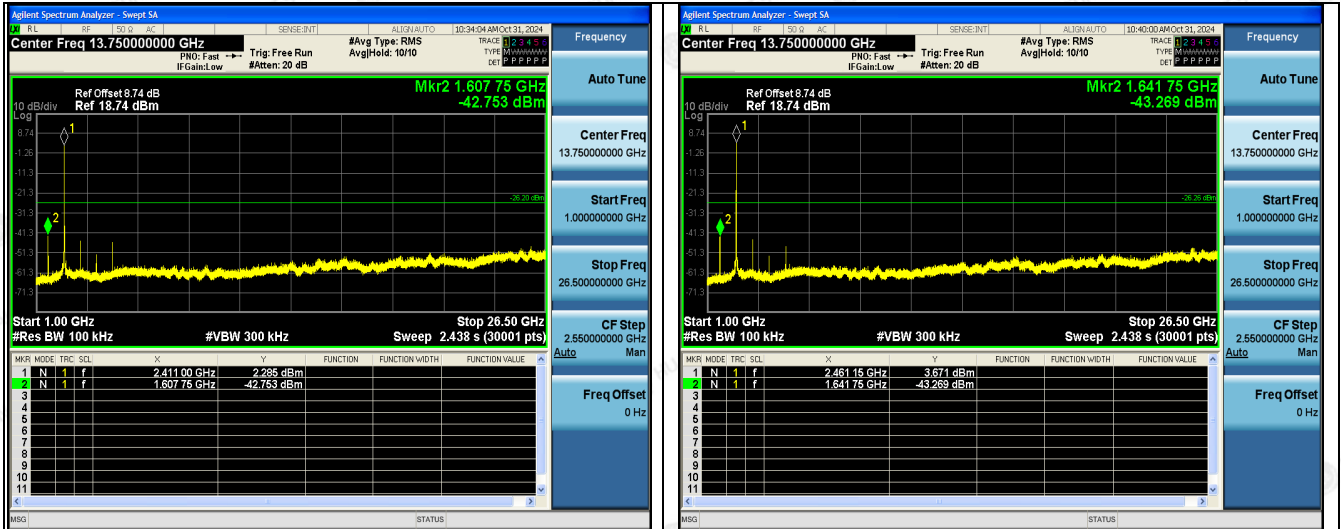 Agilent Spectrum Analyzer - Swept SA
LXI RL RF 50 Ω AC SENSE:INT ALIGN AUTO 10:34:04 AM Oct 31, 2024
Center Freq 13.750000000 GHz
#Avg Type: RMS
TRACE 1 2 3 4 5 6
PNO: Fast
Trig: Free Run
Avg|Hold: 10/10
TYPE MWWWWW
IFGain:Low
#Atten: 20 dB
DET P P P P P P
Mkr2 1.607 75 GHz
-42.753 dBm
Ref Offset 8.74 dB
10 dB/div Ref 18.74 dBm
Log
1
8.74
-1.26
-11.3
-21.3
-26.20 dBm
-31.3
2
-41.3
-51.3
-61.3
-71.3
Start 1.00 GHz Stop 26.50 GHz
#Res BW 100 kHz #VBW 300 kHz Sweep 2.438 s (30001 pts)
MKR MODE TRC SCL X Y FUNCTION FUNCTION WIDTH FUNCTION VALUE
1 N 1 f 2.411 00 GHz 2.285 dBm
2 N 1 f 1.607 75 GHz -42.753 dBm
3
4
5
6
7
8
9
10
11
MSG STATUS
Frequency
Auto Tune
Center Freq
13.750000000 GHz
Start Freq
1.000000000 GHz
Stop Freq
26.500000000 GHz
CF Step
2.550000000 GHz
Auto Man
Freq Offset
0 Hz
Agilent Spectrum Analyzer - Swept SA
LXI RL RF 50 Ω AC SENSE:INT ALIGN AUTO 10:40:00 AM Oct 31, 2024
Center Freq 13.750000000 GHz
#Avg Type: RMS
TRACE 1 2 3 4 5 6
PNO: Fast
Trig: Free Run
Avg|Hold: 10/10
TYPE MWWWWW
IFGain:Low
#Atten: 20 dB
DET P P P P P P
Mkr2 1.641 75 GHz
-43.269 dBm
Ref Offset 8.74 dB
10 dB/div Ref 18.74 dBm
Log
1
8.74
-1.26
-11.3
-21.3
-26.26 dBm
-31.3
2
-41.3
-51.3
-61.3
-71.3
Start 1.00 GHz Stop 26.50 GHz
#Res BW 100 kHz #VBW 300 kHz Sweep 2.438 s (30001 pts)
MKR MODE TRC SCL X Y FUNCTION FUNCTION WIDTH FUNCTION VALUE
1 N 1 f 2.461 15 GHz 3.671 dBm
2 N 1 f 1.641 75 GHz -43.269 dBm
3
4
5
6
7
8
9
10
11
MSG STATUS
Frequency
Auto Tune
Center Freq
13.750000000 GHz
Start Freq
1.000000000 GHz
Stop Freq
26.500000000 GHz
CF Step
2.550000000 GHz
Auto Man
Freq Offset
0 Hz